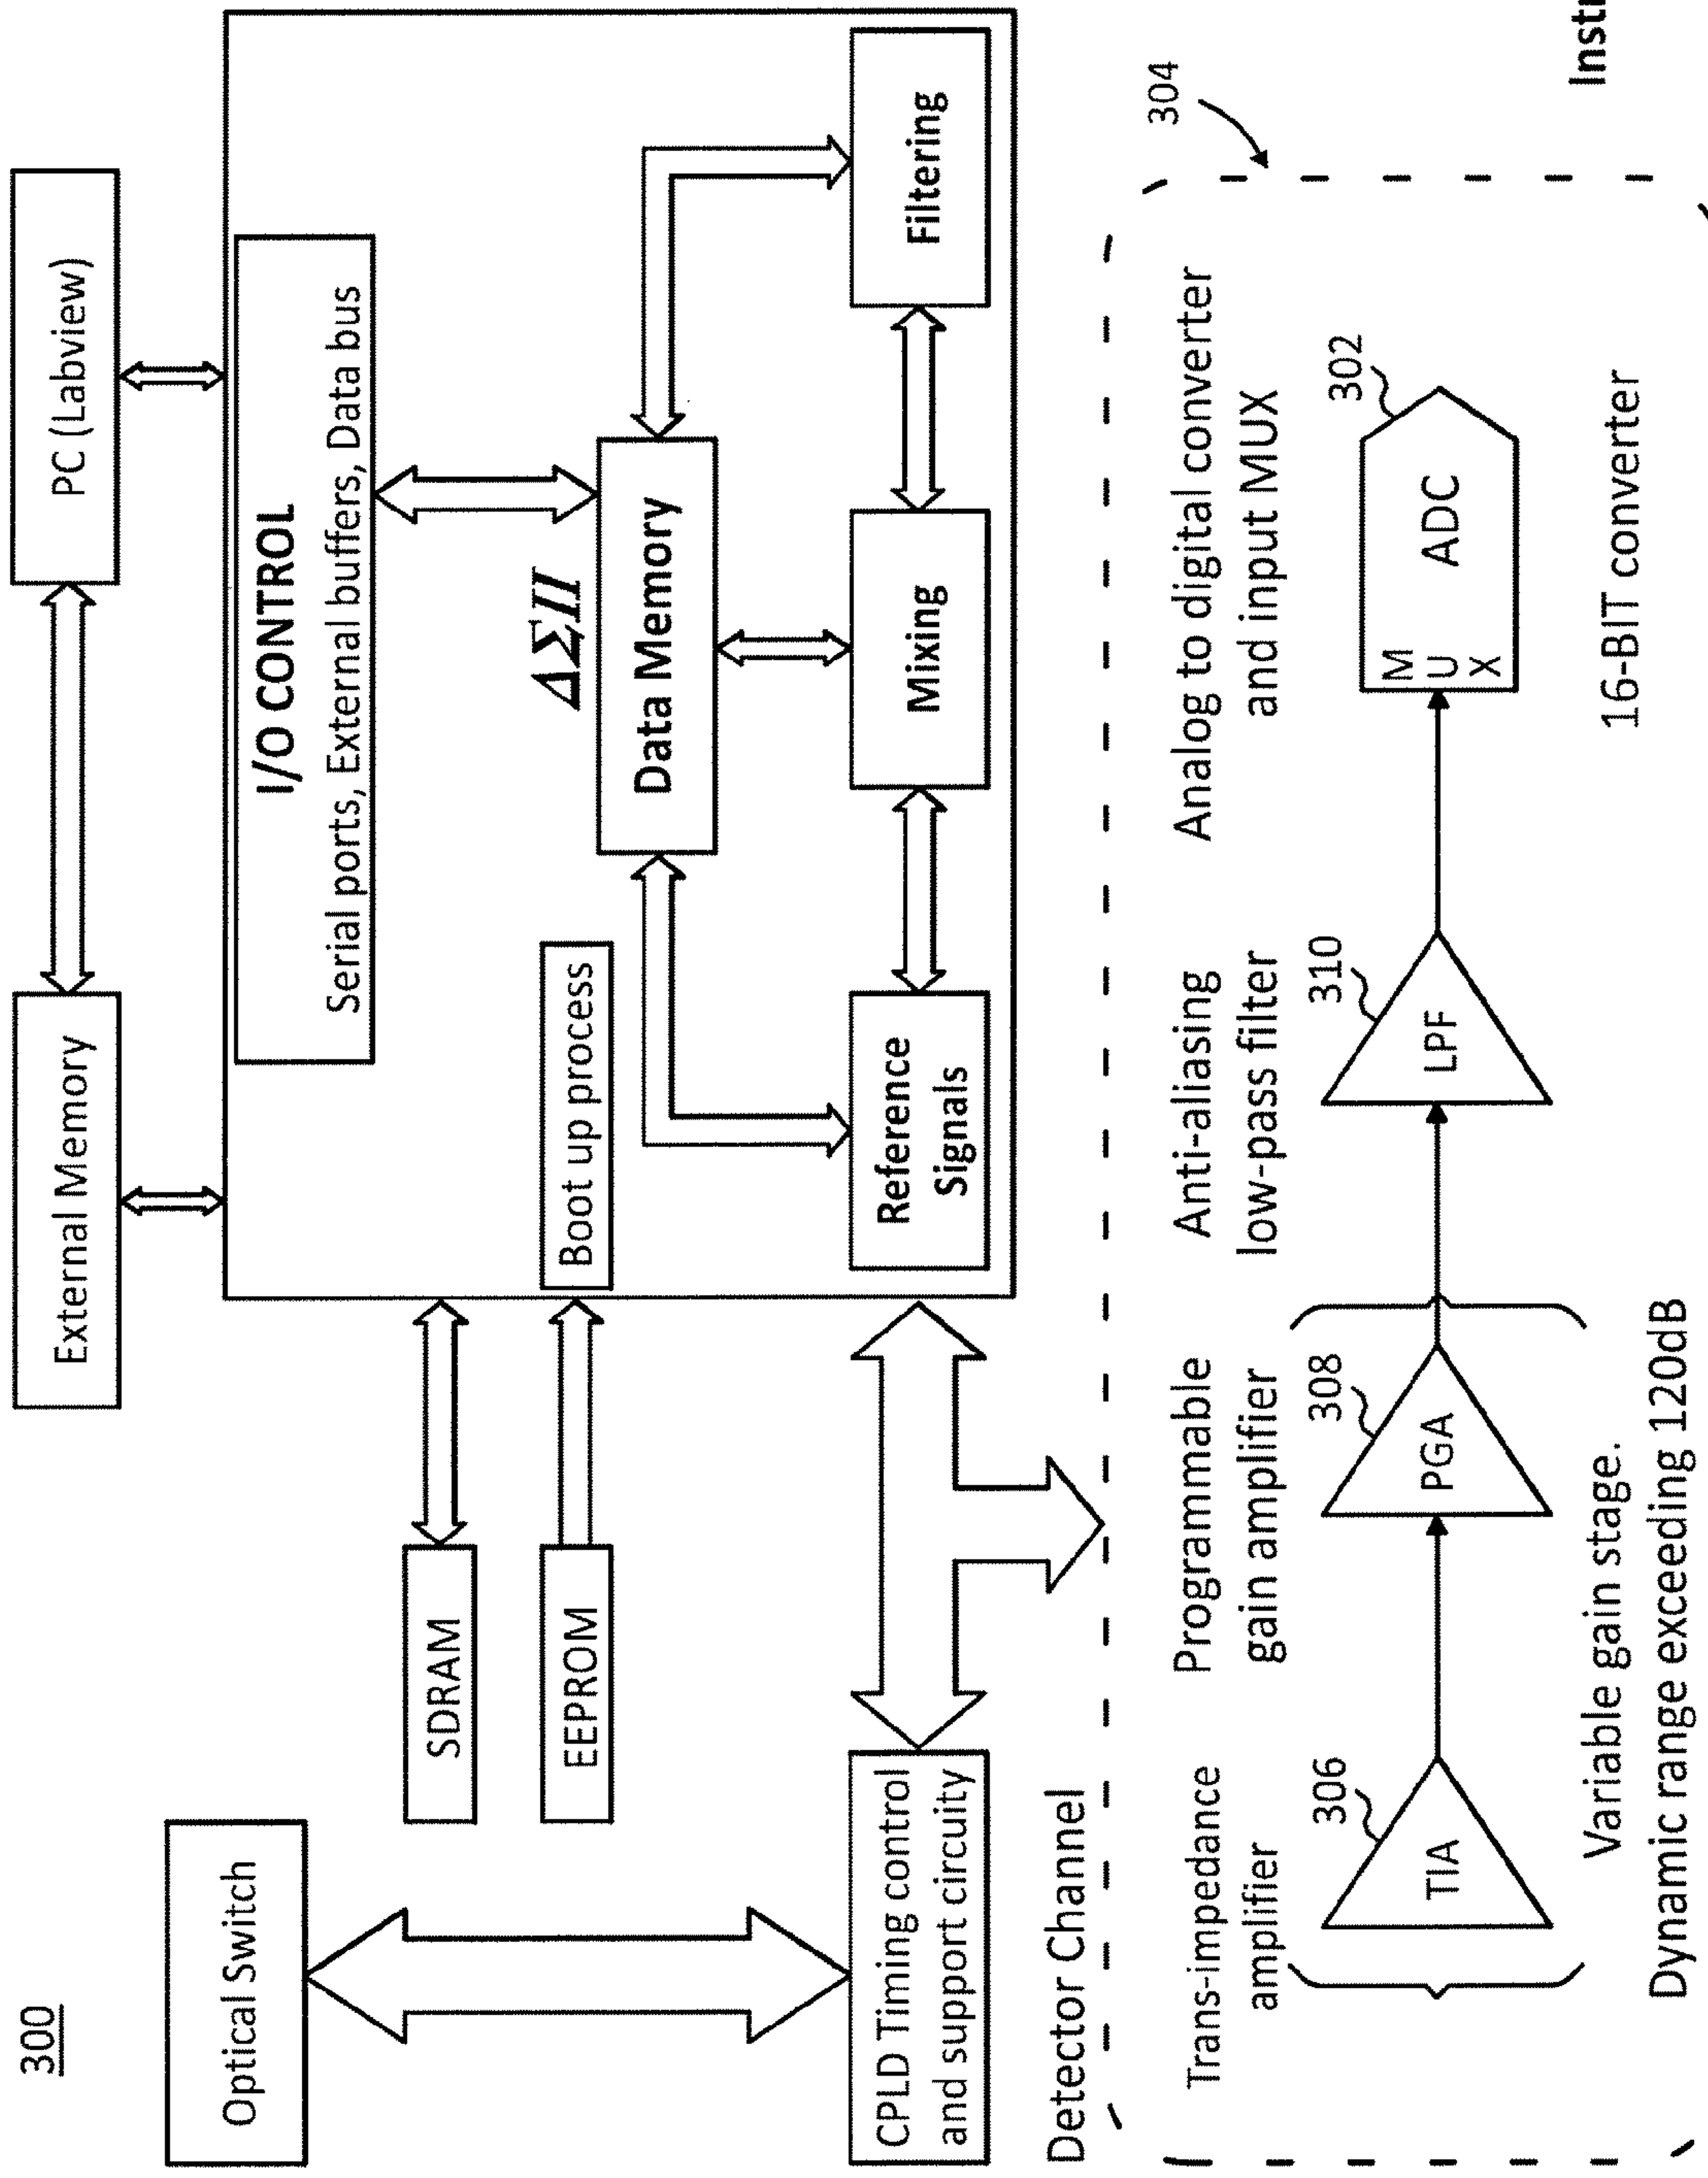 300
Optical Switch
External Memory
PC (Labview)
SDRAM
EEPROM
Boot up process
I/O CONTROL
Serial ports, External buffers, Data bus
ΔΣΠ
Data Memory
Reference
Signals
Mixing
Filtering
CPLD Timing control
and support circuity
Detector Channel
304
Trans-impedance
amplifier
Programmable
gain amplifier
Anti-aliasing
low-pass filter
Analog to digital converter
and input MUX
306
TIA
308
PGA
310
LPF
302
M
U
X
ADC
Variable gain stage.
Dynamic range exceeding 120dB
16-BIT converter